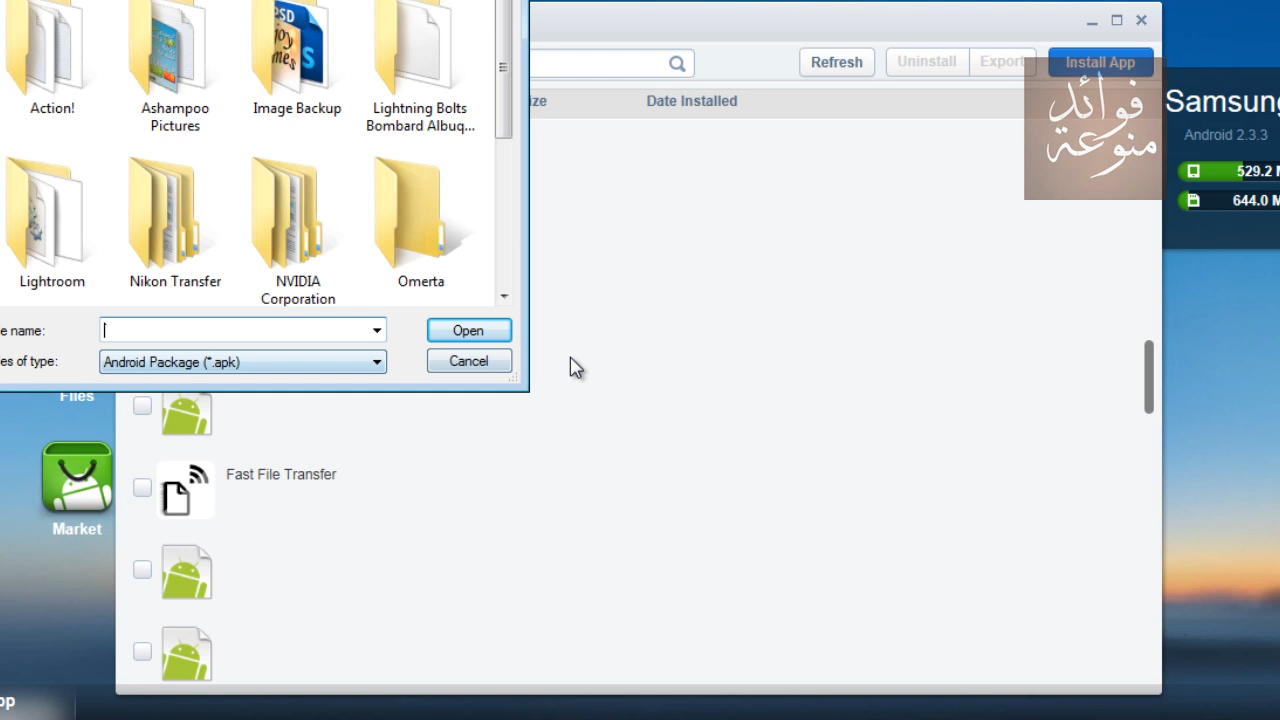 Action!
Ashampoo
Pictures
Image Backup
Lightning Bolts
Bombard Albuq...
Lightroom
Nikon Transfer
NVIDIA
Corporation
Omerta
e name:
Open
es of type:
Android Package (*.apk)
Cancel
Refresh
Uninstall
Export
Install App
ize
Date Installed
فوائد
منوعة
Samsung
Android 2.3.3
529.2 M
644.0 M
Files
Market
Fast File Transfer
pp
PSD